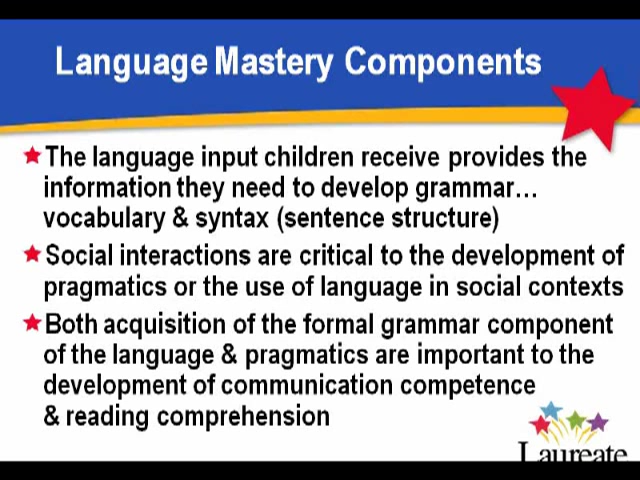 Language Mastery Components
The language input children receive provides the
information they need to develop grammar…
vocabulary & syntax (sentence structure)
Social interactions are critical to the development of
pragmatics or the use of language in social contexts
Both acquisition of the formal grammar component
of the language & pragmatics are important to the
development of communication competence
& reading comprehension
Laureate